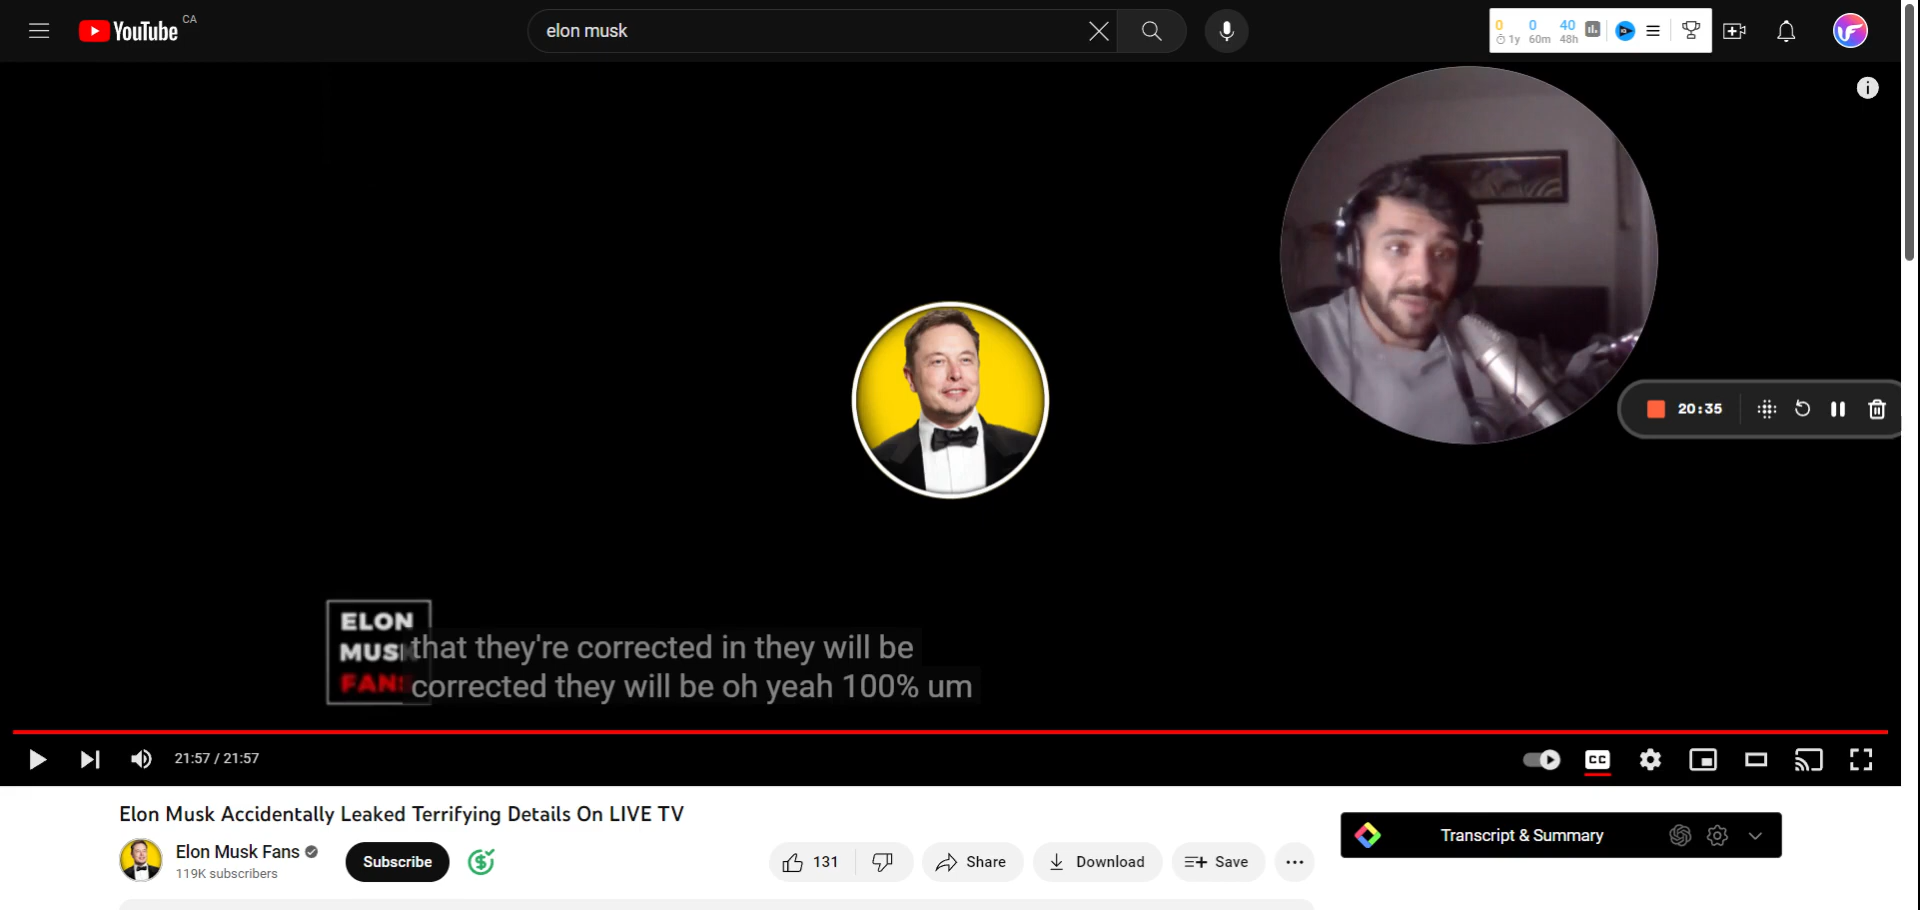 YouTube CA
elon musk
0 0 40
1y 60m 48h
20:35
ELON
MUSK
FANS
that they're corrected in they will be
corrected they will be oh yeah 100% um
21:57 / 21:57
CC
Elon Musk Accidentally Leaked Terrifying Details On LIVE TV
Elon Musk Fans
119K subscribers
Subscribe
131
Share
Download
Save
Transcript & Summary